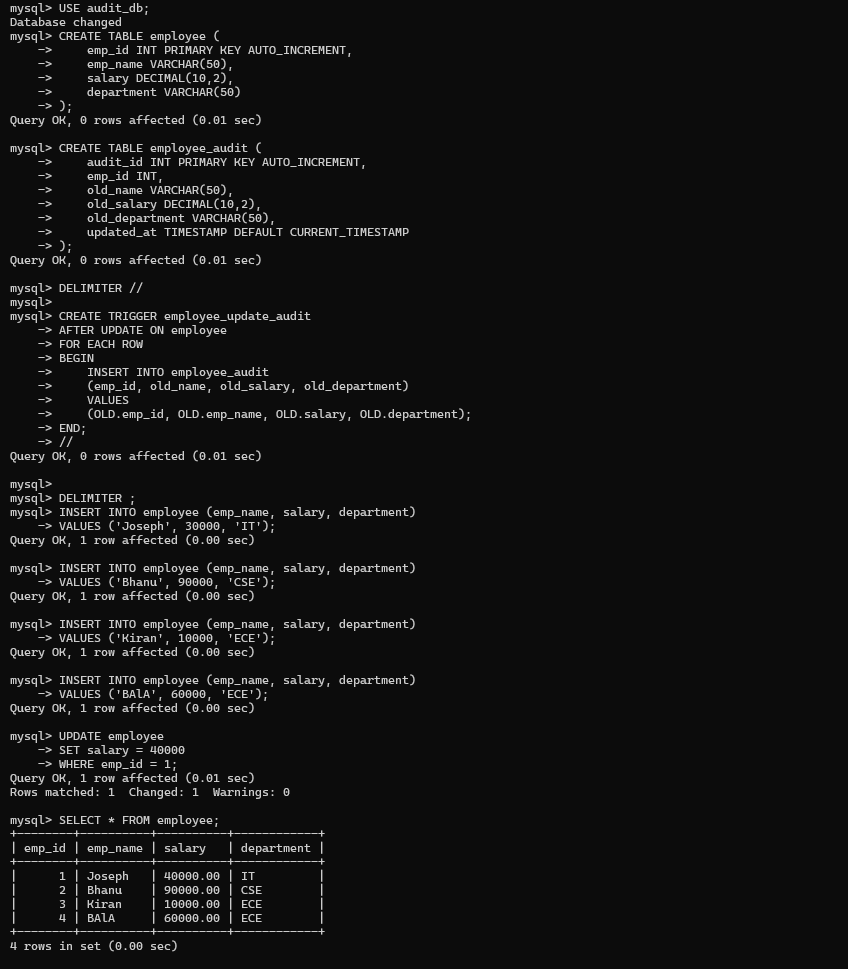 mysql> USE audit_db;
Database changed
mysql> CREATE TABLE employee (
    ->     emp_id INT PRIMARY KEY AUTO_INCREMENT,
    ->     emp_name VARCHAR(50),
    ->     salary DECIMAL(10,2),
    ->     department VARCHAR(50)
    -> );
Query OK, 0 rows affected (0.01 sec)

mysql> CREATE TABLE employee_audit (
    ->     audit_id INT PRIMARY KEY AUTO_INCREMENT,
    ->     emp_id INT,
    ->     old_name VARCHAR(50),
    ->     old_salary DECIMAL(10,2),
    ->     old_department VARCHAR(50),
    ->     updated_at TIMESTAMP DEFAULT CURRENT_TIMESTAMP
    -> );
Query OK, 0 rows affected (0.01 sec)

mysql> DELIMITER //
mysql>
mysql> CREATE TRIGGER employee_update_audit
    -> AFTER UPDATE ON employee
    -> FOR EACH ROW
    -> BEGIN
    ->     INSERT INTO employee_audit
    ->     (emp_id, old_name, old_salary, old_department)
    ->     VALUES
    ->     (OLD.emp_id, OLD.emp_name, OLD.salary, OLD.department);
    -> END;
    -> //
Query OK, 0 rows affected (0.01 sec)

mysql>
mysql> DELIMITER ;
mysql> INSERT INTO employee (emp_name, salary, department)
    -> VALUES ('Joseph', 30000, 'IT');
Query OK, 1 row affected (0.00 sec)

mysql> INSERT INTO employee (emp_name, salary, department)
    -> VALUES ('Bhanu', 90000, 'CSE');
Query OK, 1 row affected (0.00 sec)

mysql> INSERT INTO employee (emp_name, salary, department)
    -> VALUES ('Kiran', 10000, 'ECE');
Query OK, 1 row affected (0.00 sec)

mysql> INSERT INTO employee (emp_name, salary, department)
    -> VALUES ('BAlA', 60000, 'ECE');
Query OK, 1 row affected (0.00 sec)

mysql> UPDATE employee
    -> SET salary = 40000
    -> WHERE emp_id = 1;
Query OK, 1 row affected (0.01 sec)
Rows matched: 1  Changed: 1  Warnings: 0

mysql> SELECT * FROM employee;
+--------+----------+----------+------------+
| emp_id | emp_name | salary   | department |
+--------+----------+----------+------------+
|      1 | Joseph   | 40000.00 | IT         |
|      2 | Bhanu    | 90000.00 | CSE        |
|      3 | Kiran    | 10000.00 | ECE        |
|      4 | BAlA     | 60000.00 | ECE        |
+--------+----------+----------+------------+
4 rows in set (0.00 sec)